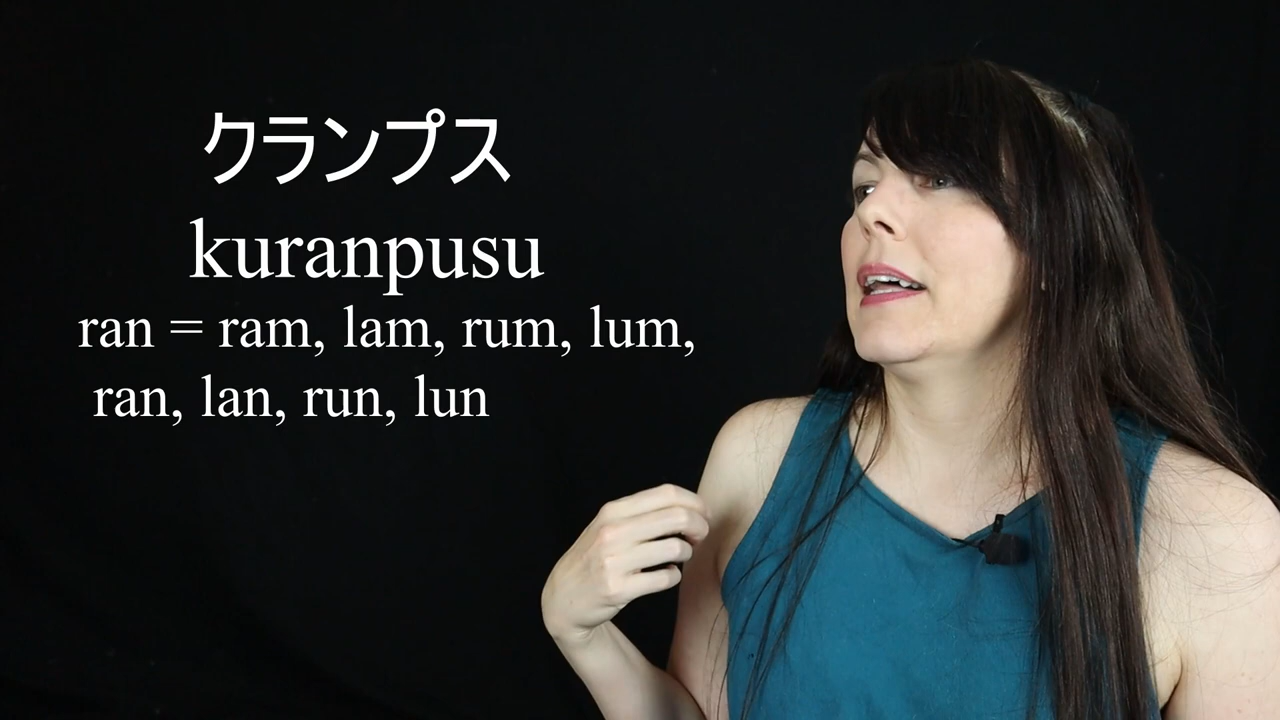 クランプス
kuranpusu
ran = ram, lam, rum, lum,
ran, lan, run, lun